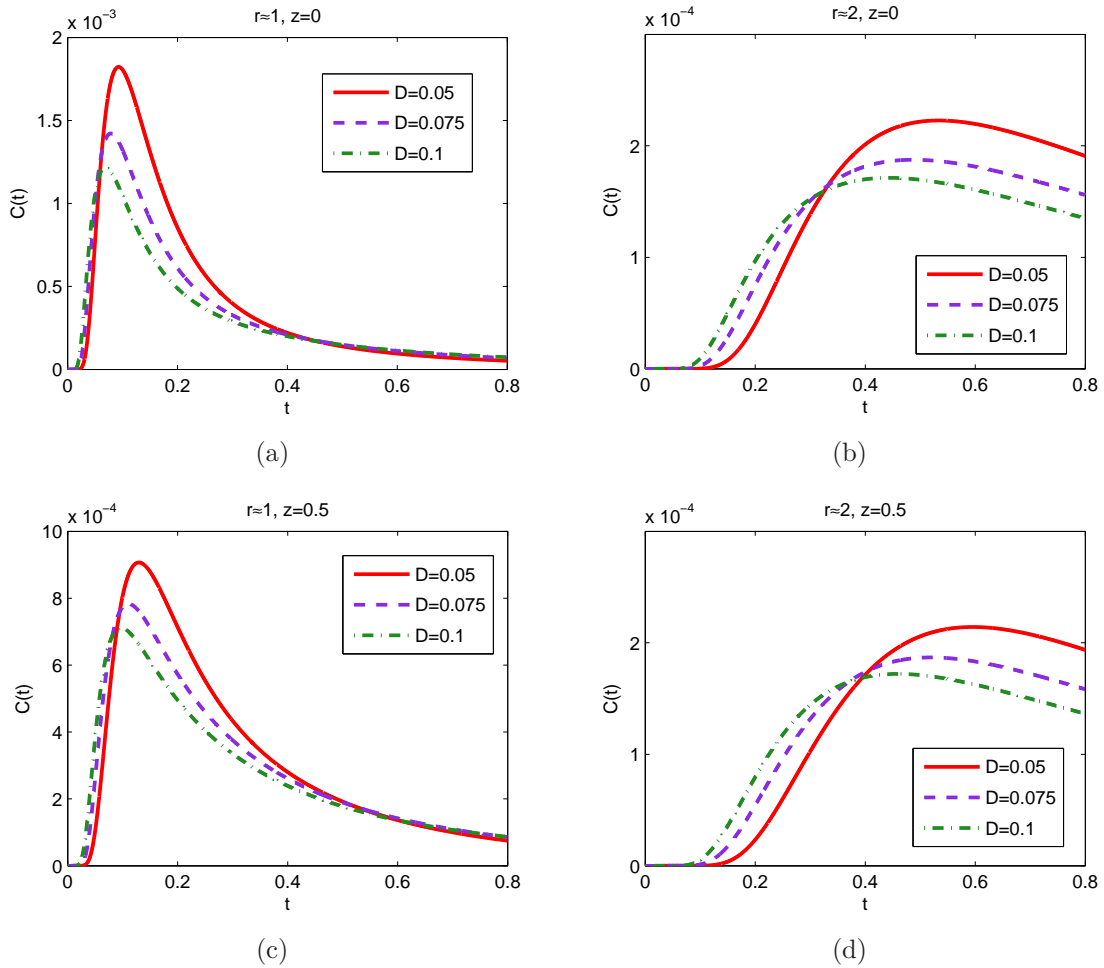 x 10⁻³
r≈1, z=0
2
1.5
1
0.5
0
C(t)
D=0.05
D=0.075
D=0.1
0 0.2 0.4 0.6 0.8
t
(a)
x 10⁻⁴
r≈2, z=0
2
1
0
C(t)
D=0.05
D=0.075
D=0.1
0 0.2 0.4 0.6 0.8
t
(b)
x 10⁻⁴
r≈1, z=0.5
10
8
6
4
2
0
C(t)
D=0.05
D=0.075
D=0.1
0 0.2 0.4 0.6 0.8
t
(c)
x 10⁻⁴
r≈2, z=0.5
2
1
0
C(t)
D=0.05
D=0.075
D=0.1
0 0.2 0.4 0.6 0.8
t
(d)